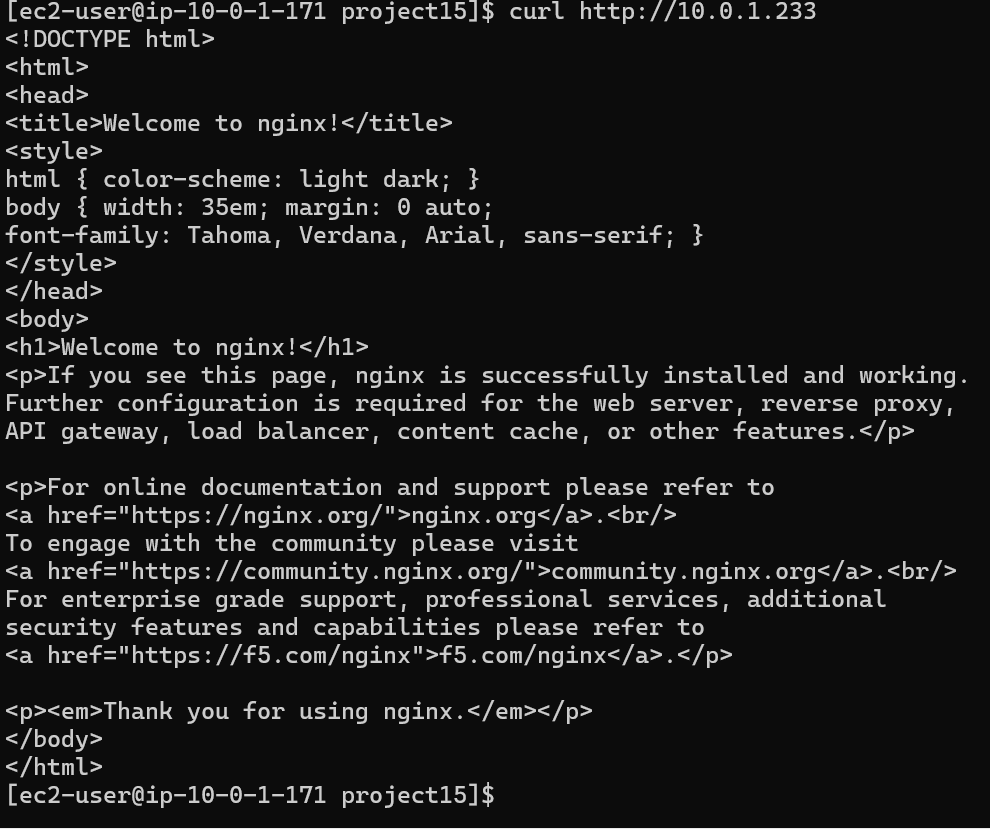 [ec2-user@ip-10-0-1-171 project15]$ curl http://10.0.1.233
<!DOCTYPE html>
<html>
<head>
<title>Welcome to nginx!</title>
<style>
html { color-scheme: light dark; }
body { width: 35em; margin: 0 auto;
font-family: Tahoma, Verdana, Arial, sans-serif; }
</style>
</head>
<body>
<h1>Welcome to nginx!</h1>
<p>If you see this page, nginx is successfully installed and working.
Further configuration is required for the web server, reverse proxy,
API gateway, load balancer, content cache, or other features.</p>

<p>For online documentation and support please refer to
<a href="https://nginx.org/">nginx.org</a>.<br/>
To engage with the community please visit
<a href="https://community.nginx.org/">community.nginx.org</a>.<br/>
For enterprise grade support, professional services, additional
security features and capabilities please refer to
<a href="https://f5.com/nginx">f5.com/nginx</a>.</p>

<p><em>Thank you for using nginx.</em></p>
</body>
</html>
[ec2-user@ip-10-0-1-171 project15]$